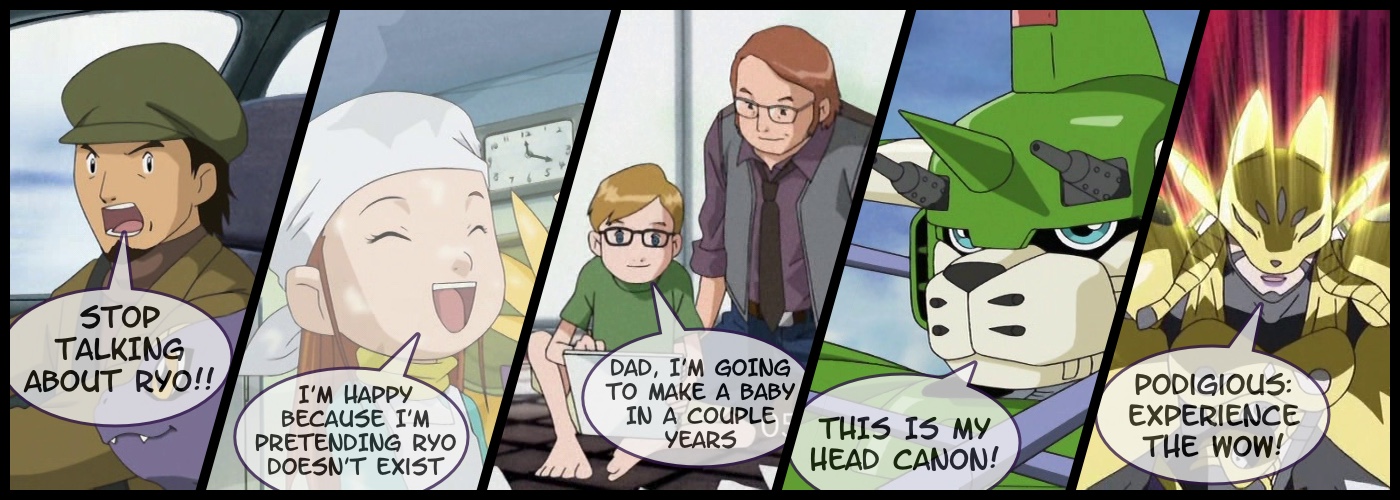 STOP
TALKING
ABOUT RYO!!
I'M HAPPY
BECAUSE I'M
PRETENDING RYO
DOESN'T EXIST
DAD, I'M GOING
TO MAKE A BABY
IN A COUPLE
YEARS
THIS IS MY
HEAD CANON!
PODIGIOUS:
EXPERIENCE
THE WOW!